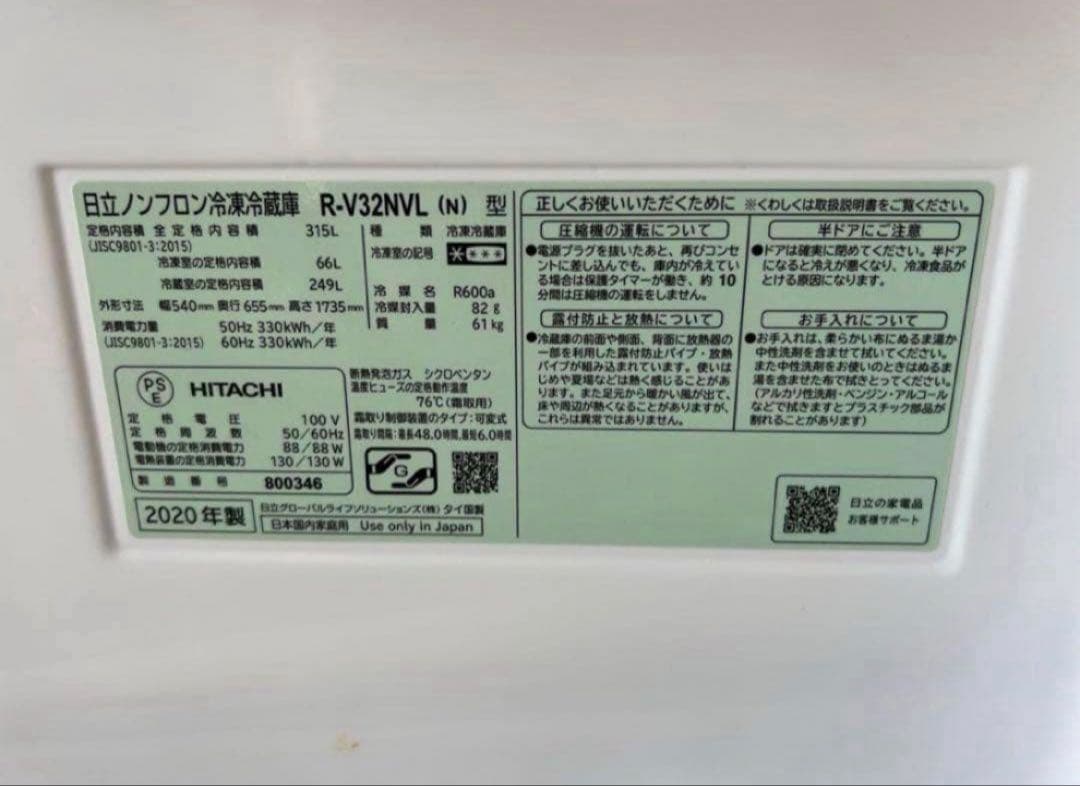 日立ノンフロン冷凍冷蔵庫 R-V32NVL (N) 型
定格内容積 全定格内容積 315L
(JISC9801-3:2015)
冷凍室の定格内容積 66L
冷蔵室の定格内容積 249L
外形寸法 幅540mm 奥行655mm 高さ1735mm
消費電力量 50Hz 330kWh/年
(JISC9801-3:2015) 60Hz 330kWh/年
種類 冷凍冷蔵庫
冷凍室の記号
冷媒名 R600a
冷媒封入量 82g
質量 61kg
PSE HITACHI
定格電圧 100V
定格周波数 50/60Hz
電動機の定格消費電力 88/88W
電熱装置の定格消費電力 130/130W
製造番号 800346
断熱発泡ガス シクロペンタン
温度ヒューズの定格動作温度
76℃(霜取用)
霜取り制御装置のタイプ:可変式
霜取り間隔:最長48.0時間,最短6.0時間
G
2020年製
日立グローバルライフソリューションズ(株) タイ国製
日本国内家庭用 Use only in Japan
正しくお使いいただくために ※くわしくは取扱説明書をご覧ください。
圧縮機の運転について
●電源プラグを抜いたあと、再びコンセ
ントに差し込んでも、庫内が冷えてい
る場合は保護タイマーが働き、約10
分間は圧縮機の運転をしません。
露付防止と放熱について
●冷蔵庫の前面や側面、背面に放熱器の
一部を利用した露付防止パイプ・放熱
パイプが組み込まれています。使いは
じめや夏場などは熱く感じることがあ
ります。また足元から暖かい風が出て、
床や周辺が熱くなることがありますが、
これらは異常ではありません。
半ドアにご注意
●ドアは確実に閉めてください。半ドア
になると冷えが悪くなり、冷凍食品が
とける原因になります。
お手入れについて
●お手入れは、柔らかい布にぬるま湯か
中性洗剤を含ませて拭いてください。
また中性洗剤をお使いのときはぬるま
湯を含ませた布で拭きとってください。
(アルカリ性洗剤・ベンジン・アルコール
などで拭きますとプラスチック部品が
割れることがあります)
日立の家電品
お客様サポート